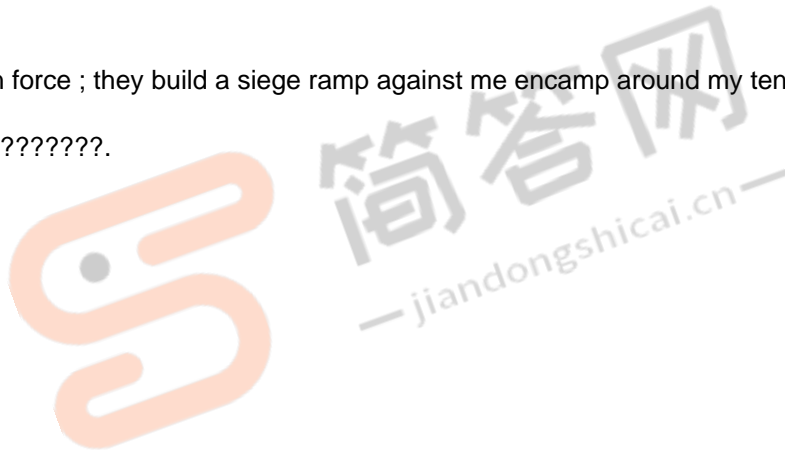 n force ; they build a siege ramp against me encamp around my ten
???????.
简答网
jiandongshicai.cn